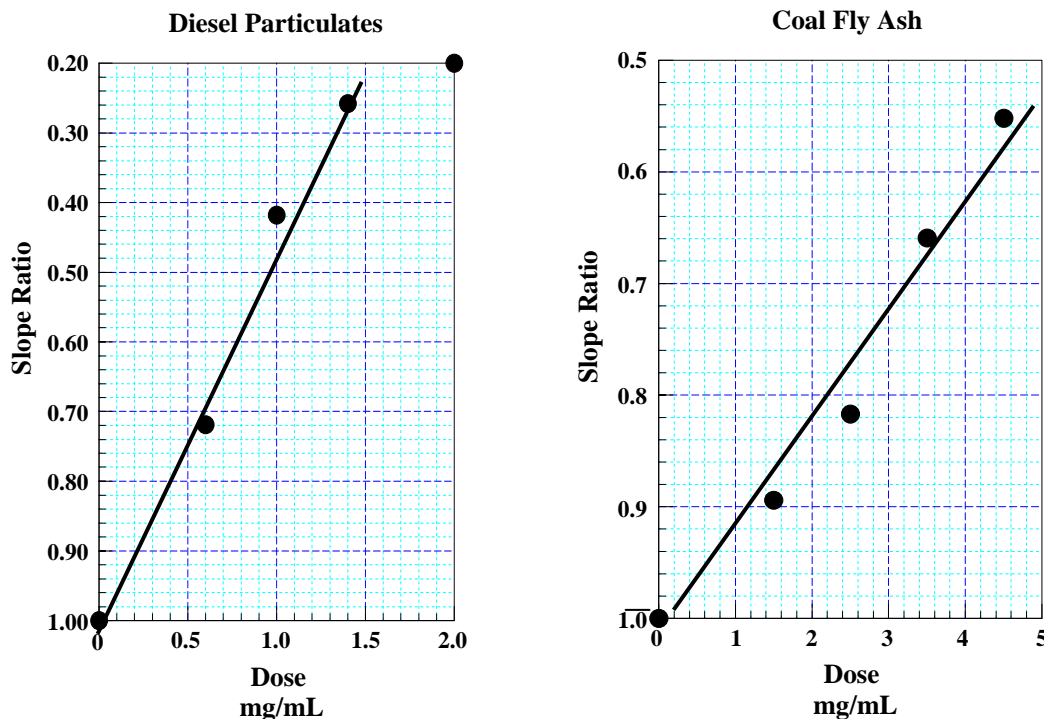 Diesel Particulates
0.20
0.30
0.40
0.50
0.60
0.70
0.80
0.90
1.00
Slope Ratio
0 0.5 1.0 1.5 2.0
Dose
mg/mL
Coal Fly Ash
0.5
0.6
0.7
0.8
0.9
1.0
Slope Ratio
0 1 2 3 4 5
Dose
mg/mL